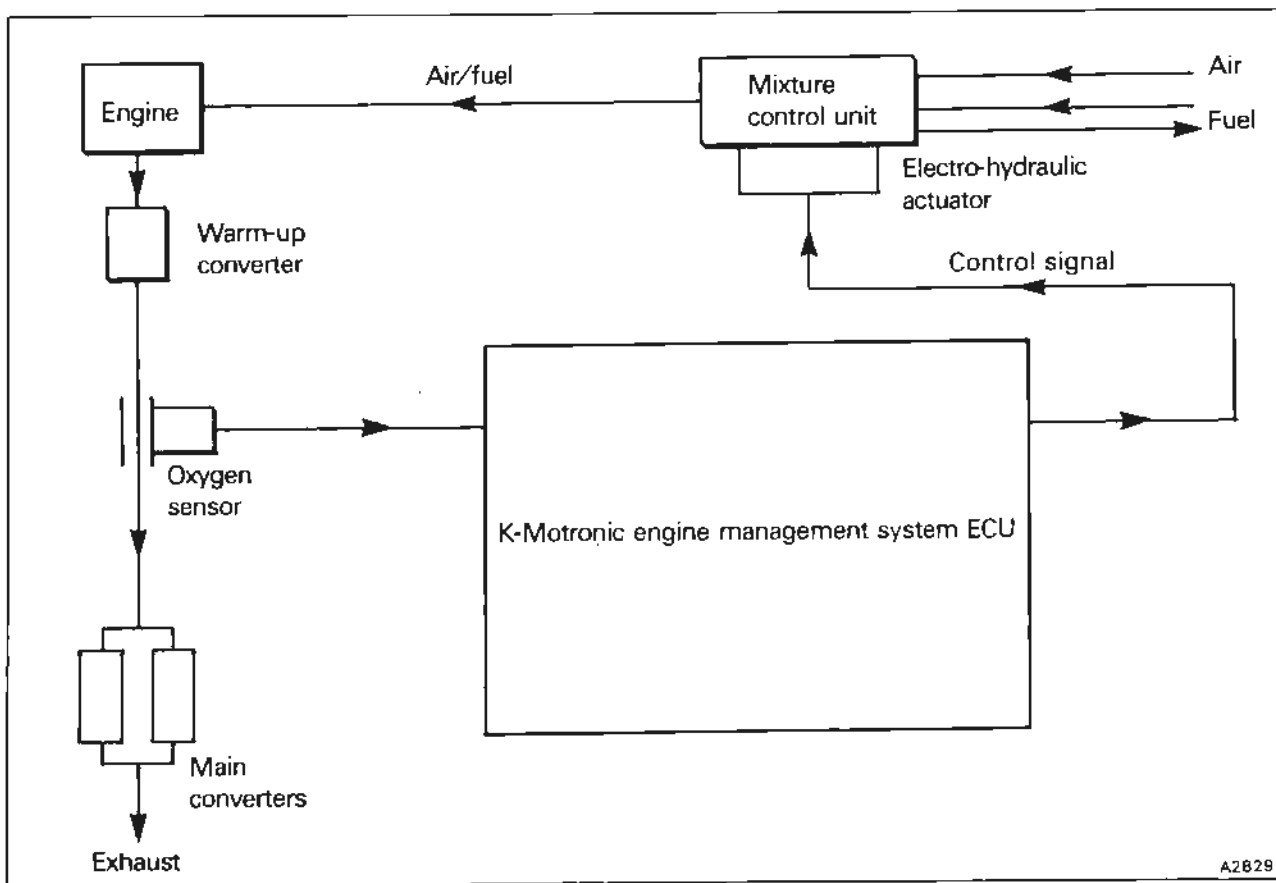 Air/fuel
Engine
Mixture
control unit
Air
Fuel
Electro-hydraulic
actuator
Warm-up
converter
Control signal
Oxygen
sensor
K-Motronic engine management system ECU
Main
converters
Exhaust
A2829